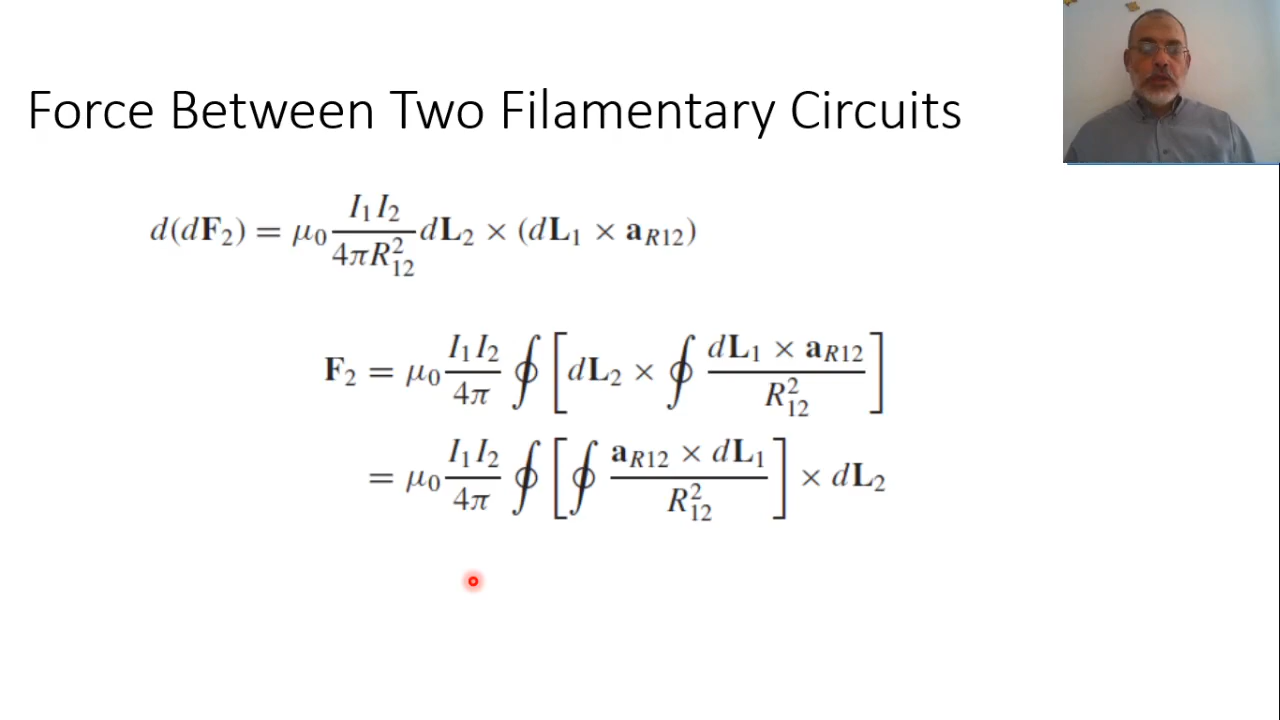 Force Between Two Filamentary Circuits
d(dF₂) = μ₀ I₁I₂ / 4πR₁₂² dL₂ × (dL₁ × a_R12)
F₂ = μ₀ I₁I₂ / 4π ∮ [ dL₂ × ∮ dL₁ × a_R12 / R₁₂² ]
= μ₀ I₁I₂ / 4π ∮ [ ∮ a_R12 × dL₁ / R₁₂² ] × dL₂